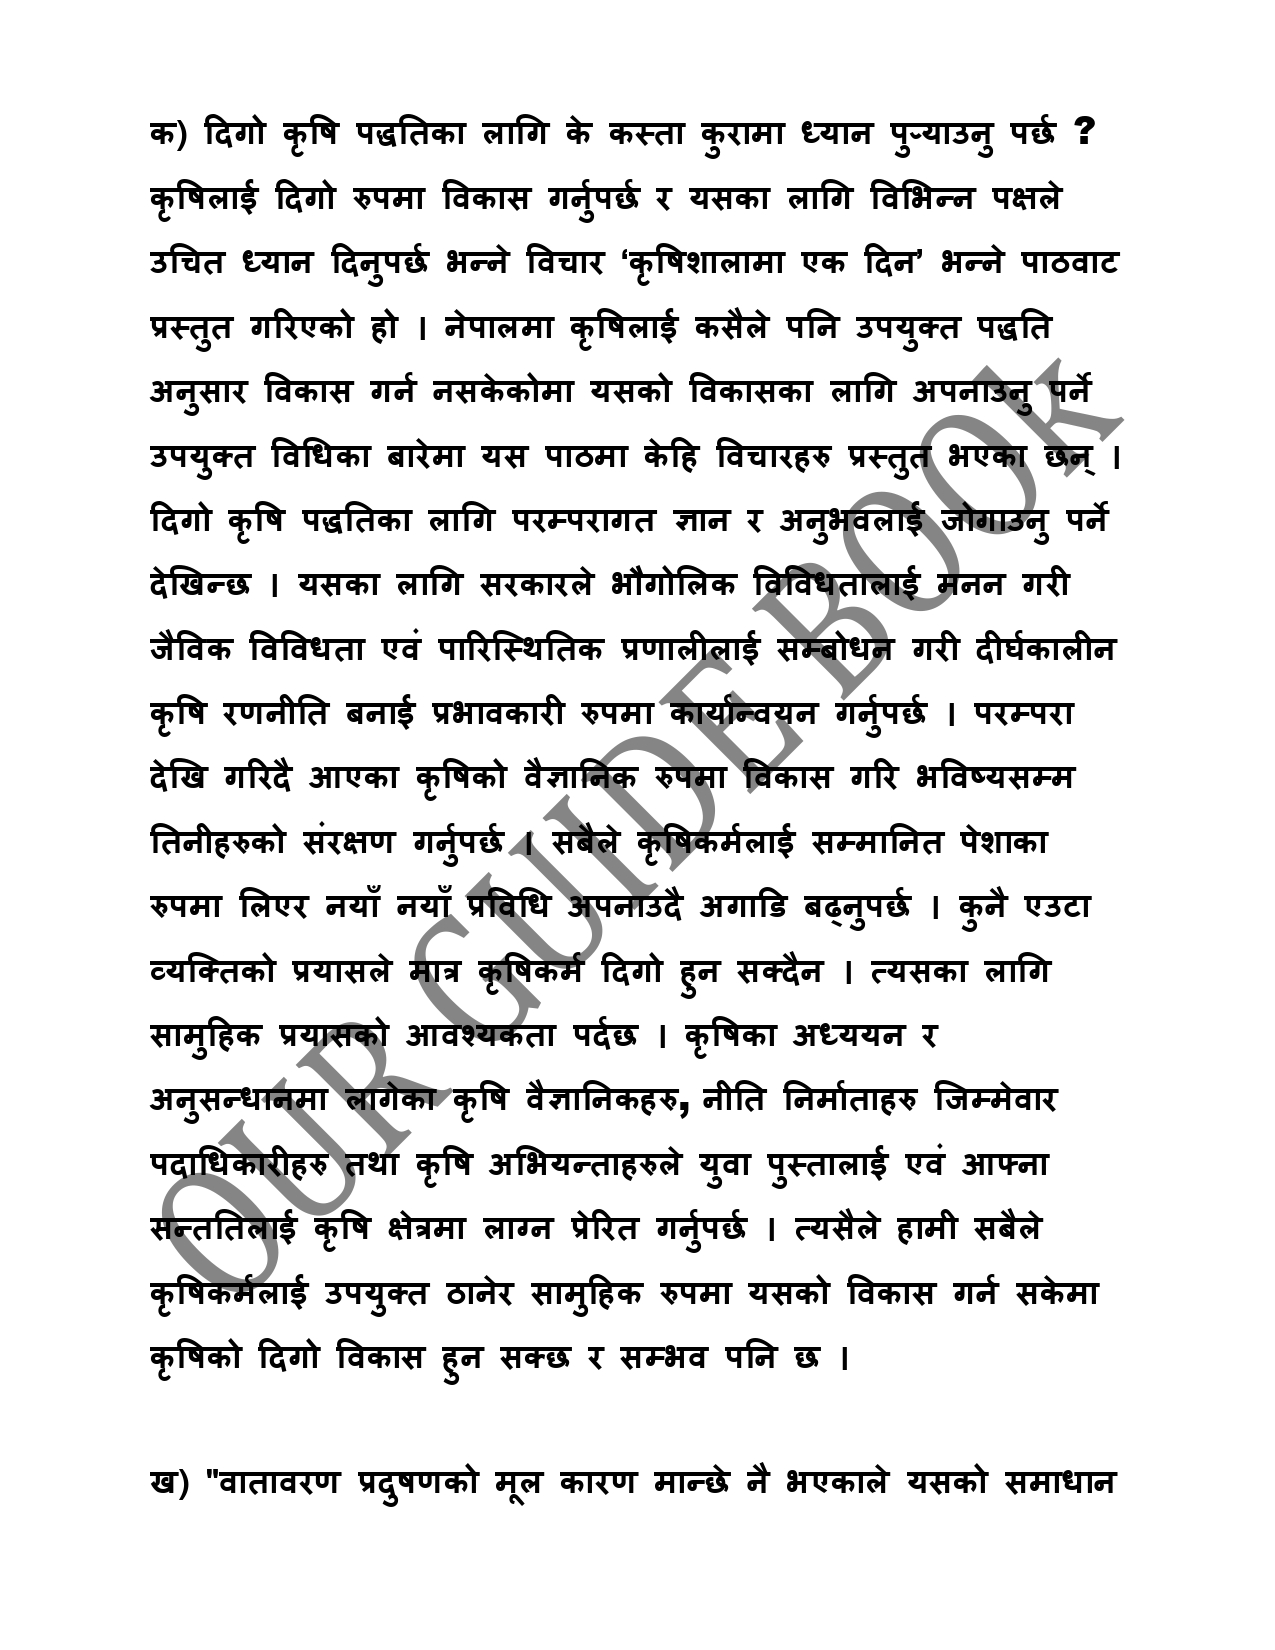 क) दिगो कृषि पद्धतिका लागि के कस्ता कुरामा ध्यान पुर्‍याउनु पर्छ ?
कृषिलाई दिगो रुपमा विकास गर्नुपर्छ र यसका लागि विभिन्न पक्षले
उचित ध्यान दिनुपर्छ भन्ने विचार ‘कृषिशालामा एक दिन’ भन्ने पाठवाट
प्रस्तुत गरिएको हो । नेपालमा कृषिलाई कसैले पनि उपयुक्त पद्धति
अनुसार विकास गर्न नसकेकोमा यसको विकासका लागि अपनाउनु पर्ने
उपयुक्त विधिका बारेमा यस पाठमा केहि विचारहरु प्रस्तुत भएका छन् ।
दिगो कृषि पद्धतिका लागि परम्परागत ज्ञान र अनुभवलाई जोगाउनु पर्ने
देखिन्छ । यसका लागि सरकारले भौगोलिक विविधतालाई मनन गरी
जैविक विविधता एवं पारिस्थितिक प्रणालीलाई सम्बोधन गरी दीर्घकालीन
कृषि रणनीति बनाई प्रभावकारी रुपमा कार्यान्वयन गर्नुपर्छ । परम्परा
देखि गरिदै आएका कृषिको वैज्ञानिक रुपमा विकास गरि भविष्यसम्म
तिनीहरुको संरक्षण गर्नुपर्छ । सबैले कृषिकर्मलाई सम्मानित पेशाका
रुपमा लिएर नयाँ नयाँ प्रविधि अपनाउदै अगाडि बढ्नुपर्छ । कुनै एउटा
व्यक्तिको प्रयासले मात्र कृषिकर्म दिगो हुन सक्दैन । त्यसका लागि
सामुहिक प्रयासको आवश्यकता पर्दछ । कृषिका अध्ययन र
अनुसन्धानमा लागेका कृषि वैज्ञानिकहरु, नीति निर्माताहरु जिम्मेवार
पदाधिकारीहरु तथा कृषि अभियन्ताहरुले युवा पुस्तालाई एवं आफ्ना
सन्ततिलाई कृषि क्षेत्रमा लाग्न प्रेरित गर्नुपर्छ । त्यसैले हामी सबैले
कृषिकर्मलाई उपयुक्त ठानेर सामुहिक रुपमा यसको विकास गर्न सकेमा
कृषिको दिगो विकास हुन सक्छ र सम्भव पनि छ ।
ख) "वातावरण प्रदुषणको मूल कारण मान्छे नै भएकाले यसको समाधान
OUR GUIDE BOOk